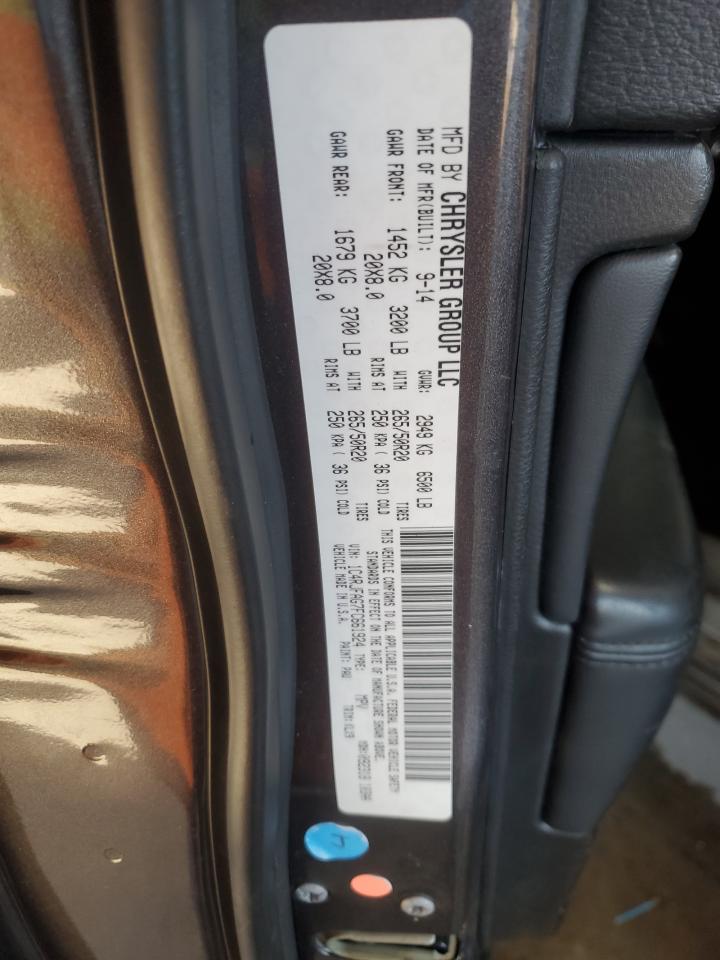 MFD BY CHRYSLER GROUP LLC
DATE OF MFR(BUILT): 9-14 GVWR: 2949 KG 6500 LB
GAWR FRONT: 1452 KG 3200 LB WITH 265/50R20 TIRES
20X8.0 RIMS AT 250 KPA ( 36 PSI) COLD
GAWR REAR: 1679 KG 3700 LB WITH 265/50R20 TIRES
20X8.0 RIMS AT 250 KPA ( 36 PSI) COLD
THIS VEHICLE CONFORMS TO ALL APPLICABLE U.S.A. FEDERAL MOTOR VEHICLE SAFETY
STANDARDS IN EFFECT ON THE DATE OF MANUFACTURE SHOWN ABOVE.
VIN: 1C4RJFAG7FC661924 TYPE: MPV
VEHICLE MADE IN U.S.A. PAINT: TRIM: